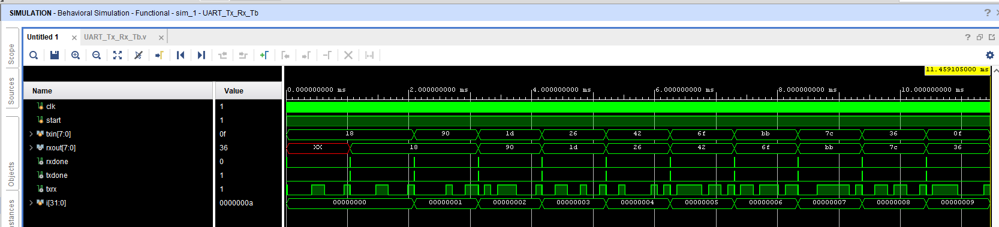 SIMULATION - Behavioral Simulation - Functional - sim_1 - UART_Tx_Rx_Tb
?
Untitled 1 × UART_Tx_Rx_Tb.v ×
?
Scope
Sources
Objects
11.459105000 ms
Name Value
0.000000000 ms 2.000000000 ms 4.000000000 ms 6.000000000 ms 8.000000000 ms 10.000000000 ms
clk 1
start 1
txin[7:0] 0f 18 90 1d 26 42 6f bb 7c 36 0f
rxout[7:0] 36 XX 18 90 1d 26 42 6f bb 7c 36
rxdone 0
txdone 1
txrx 1
i[31:0] 0000000a 00000000 00000001 00000002 00000003 00000004 00000005 00000006 00000007 00000008 00000009